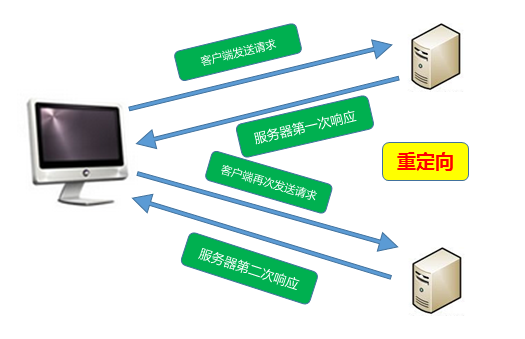 客户端发送请求
服务器第一次响应
重定向
客户端再次发送请求
服务器第二次响应